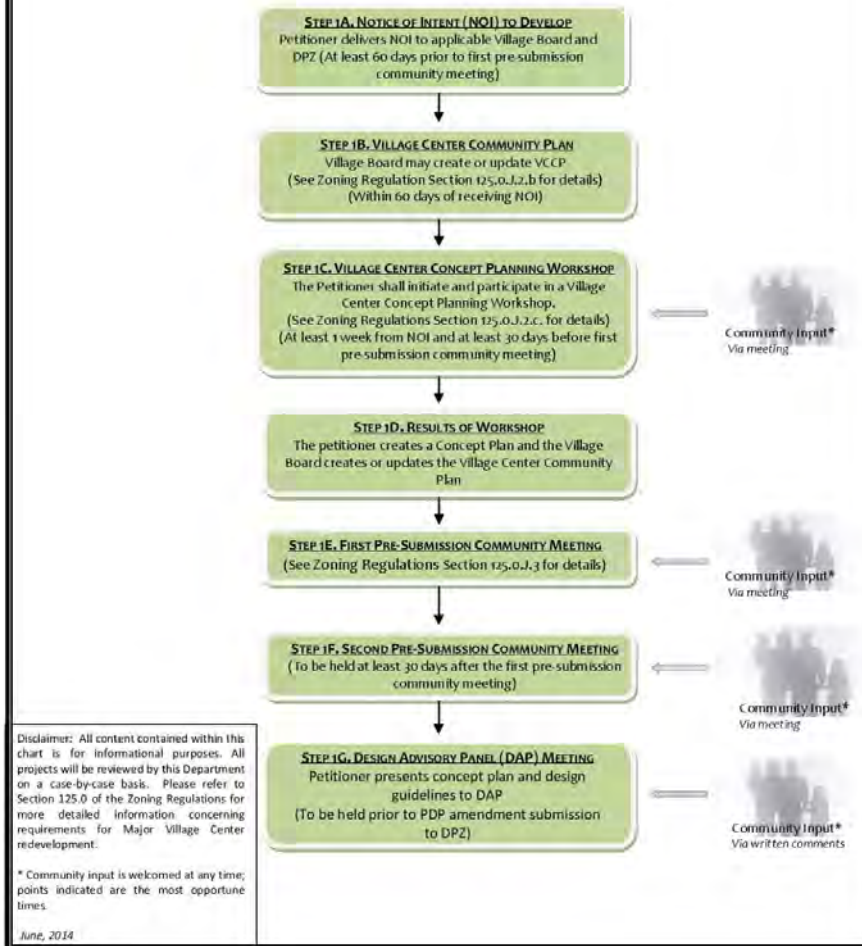 STEP 1A. NOTICE OF INTENT (NOI) TO DEVELOP
Petitioner delivers NOI to applicable Village Board and
DPZ (At least 60 days prior to first pre-submission
community meeting)
STEP 1B. VILLAGE CENTER COMMUNITY PLAN
Village Board may create or update VCCP
(See Zoning Regulation Section 125.0.J.2.b for details)
(Within 60 days of receiving NOI)
STEP 1C. VILLAGE CENTER CONCEPT PLANNING WORKSHOP
The Petitioner shall initiate and participate in a Village
Center Concept Planning Workshop.
(See Zoning Regulations Section 125.0.J.2.c. for details)
(At least 1 week from NOI and at least 30 days before first
pre-submission community meeting)
Community Input*
Via meeting
STEP 1D. RESULTS OF WORKSHOP
The petitioner creates a Concept Plan and the Village
Board creates or updates the Village Center Community
Plan
STEP 1E. FIRST PRE-SUBMISSION COMMUNITY MEETING
(See Zoning Regulations Section 125.0.J.3 for details)
Community Input*
Via meeting
STEP 1F. SECOND PRE-SUBMISSION COMMUNITY MEETING
(To be held at least 30 days after the first pre-submission
community meeting)
Community Input*
Via meeting
STEP 1G. DESIGN ADVISORY PANEL (DAP) MEETING
Petitioner presents concept plan and design
guidelines to DAP
(To be held prior to PDP amendment submission
to DPZ)
Community Input*
Via written comments
Disclaimer: All content contained within this
chart is for informational purposes. All
projects will be reviewed by this Department
on a case-by-case basis. Please refer to
Section 125.0 of the Zoning Regulations for
more detailed information concerning
requirements for Major Village Center
redevelopment.
* Community input is welcomed at any time;
points indicated are the most opportune
times.
June, 2014